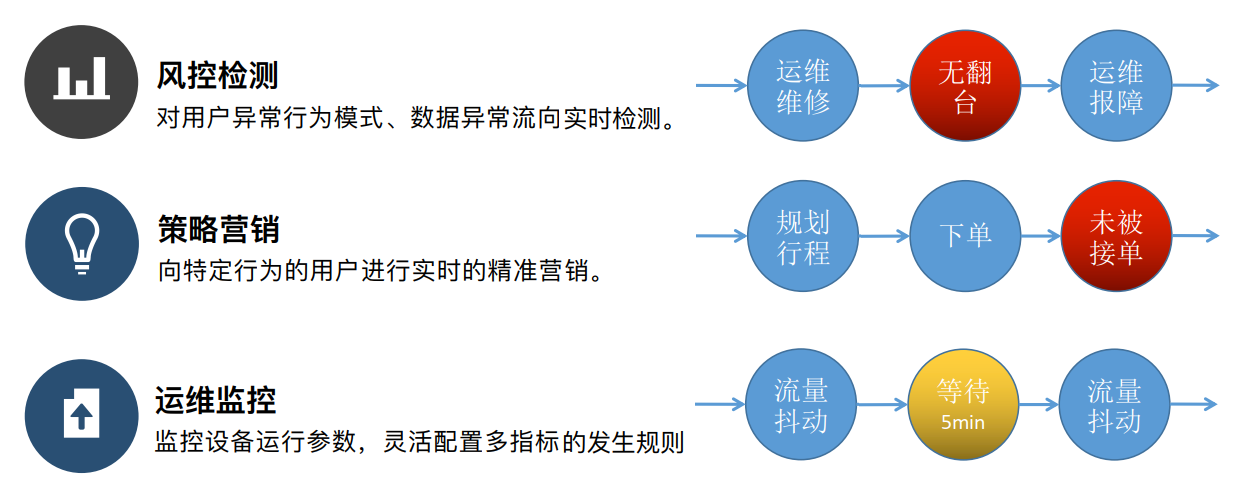 风控检测
对用户异常行为模式、数据异常流向实时检测。
运维
维修
无翻
台
运维
报障
策略营销
向特定行为的用户进行实时的精准营销。
规划
行程
下单
未被
接单
运维监控
监控设备运行参数，灵活配置多指标的发生规则
流量
抖动
等待
5min
流量
抖动